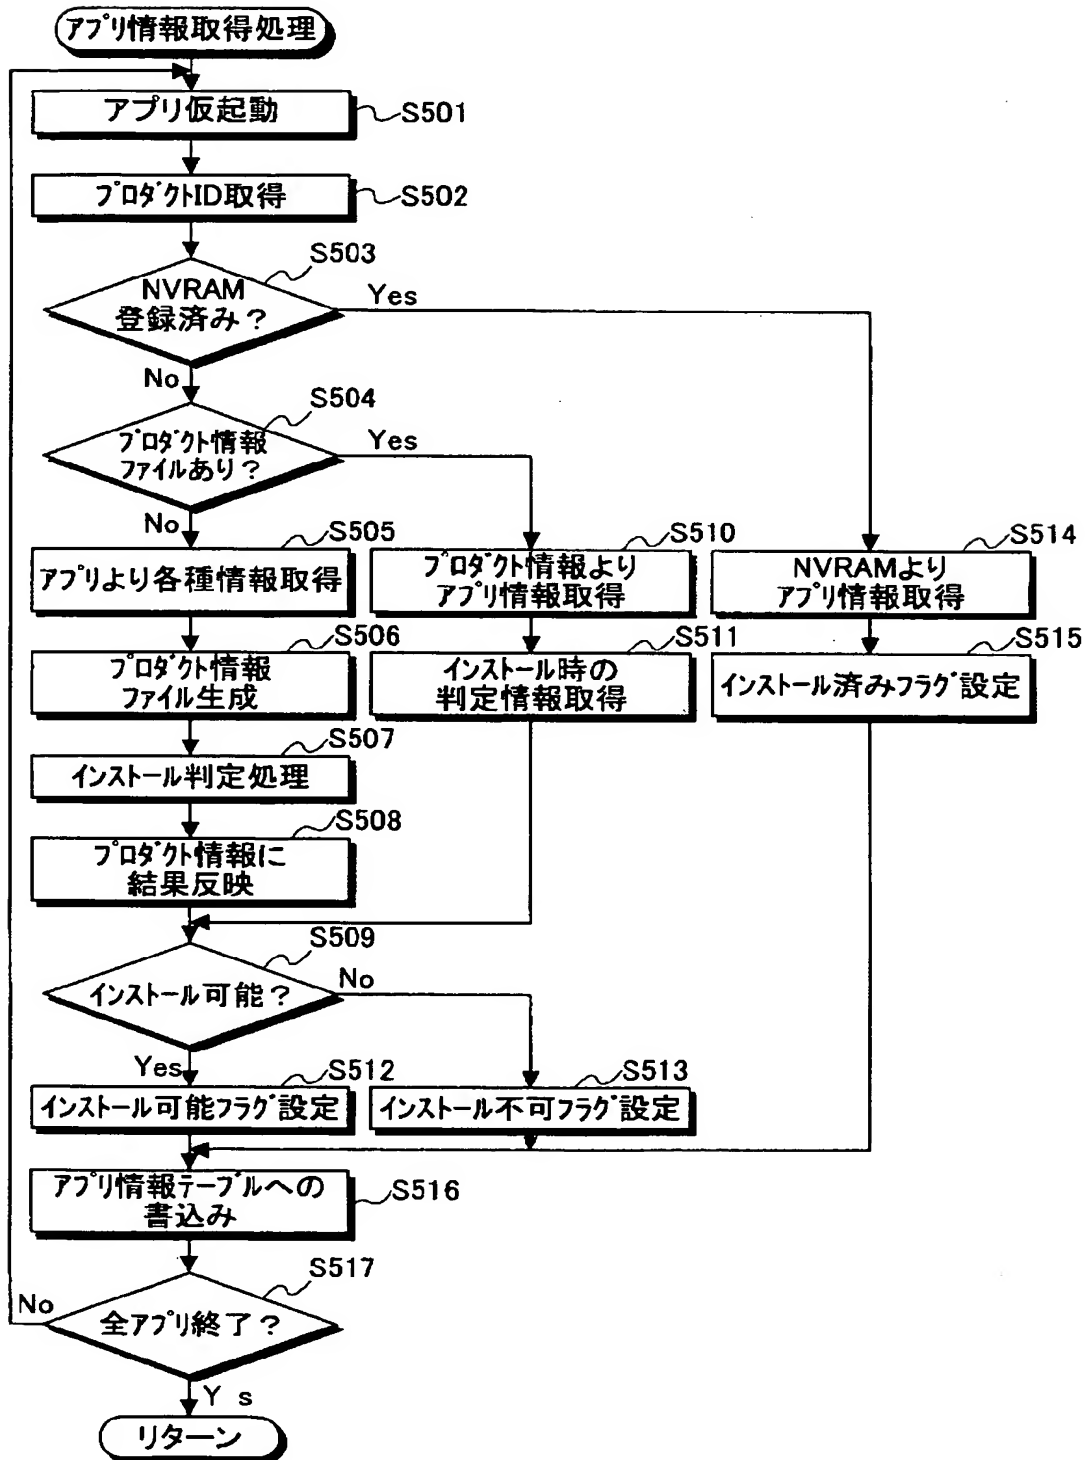 アプリ情報取得処理
アプリ仮起動
S501
プロダクトID取得
S502
S503
NVRAM
登録済み？
Yes
No
S504
プロダクト情報
ファイルあり？
Yes
No
S505
アプリより各種情報取得
S510
プロダクト情報より
アプリ情報取得
S514
NVRAMより
アプリ情報取得
S506
プロダクト情報
ファイル生成
S511
インストール時の
判定情報取得
S515
インストール済みフラグ設定
S507
インストール判定処理
S508
プロダクト情報に
結果反映
S509
インストール可能？
No
Yes
S512
インストール可能フラグ設定
S513
インストール不可フラグ設定
アプリ情報テーブルへの
書込み
S516
S517
全アプリ終了？
No
Y s
リターン